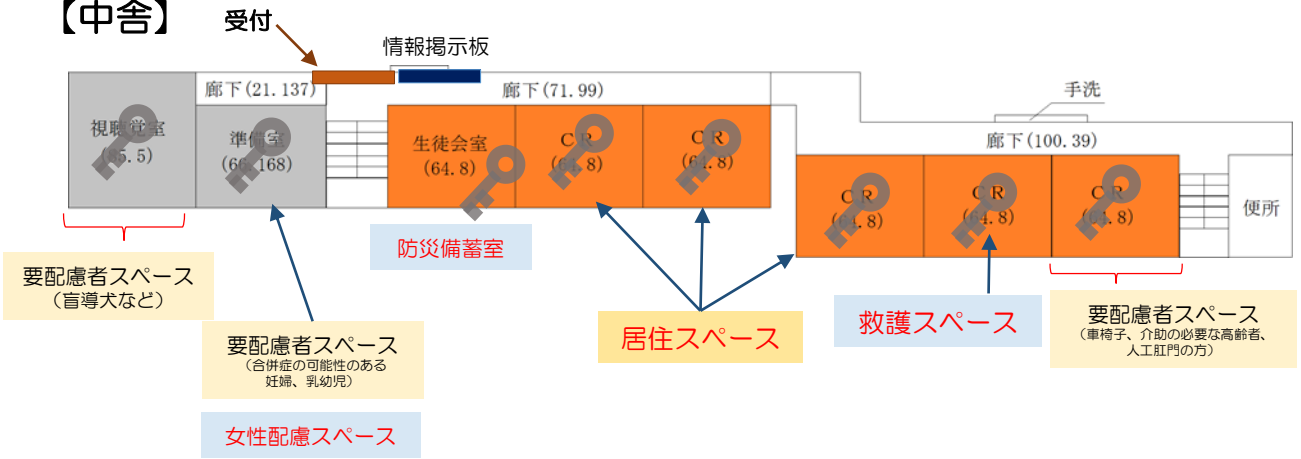 【中舎】
受付
情報掲示板
廊下(21.137)
廊下(71.99)
手洗
廊下(100.39)
視聴覚室
(85.5)
準備室
(66.168)
生徒会室
(64.8)
CR
(64.8)
CR
(64.8)
CR
(64.8)
CR
(64.8)
CR
(64.8)
便所
防災備蓄室
要配慮者スペース
(盲導犬など)
要配慮者スペース
(合併症の可能性のある
妊婦、乳幼児)
女性配慮スペース
居住スペース
救護スペース
要配慮者スペース
(車椅子、介助の必要な高齢者、
人工肛門の方)